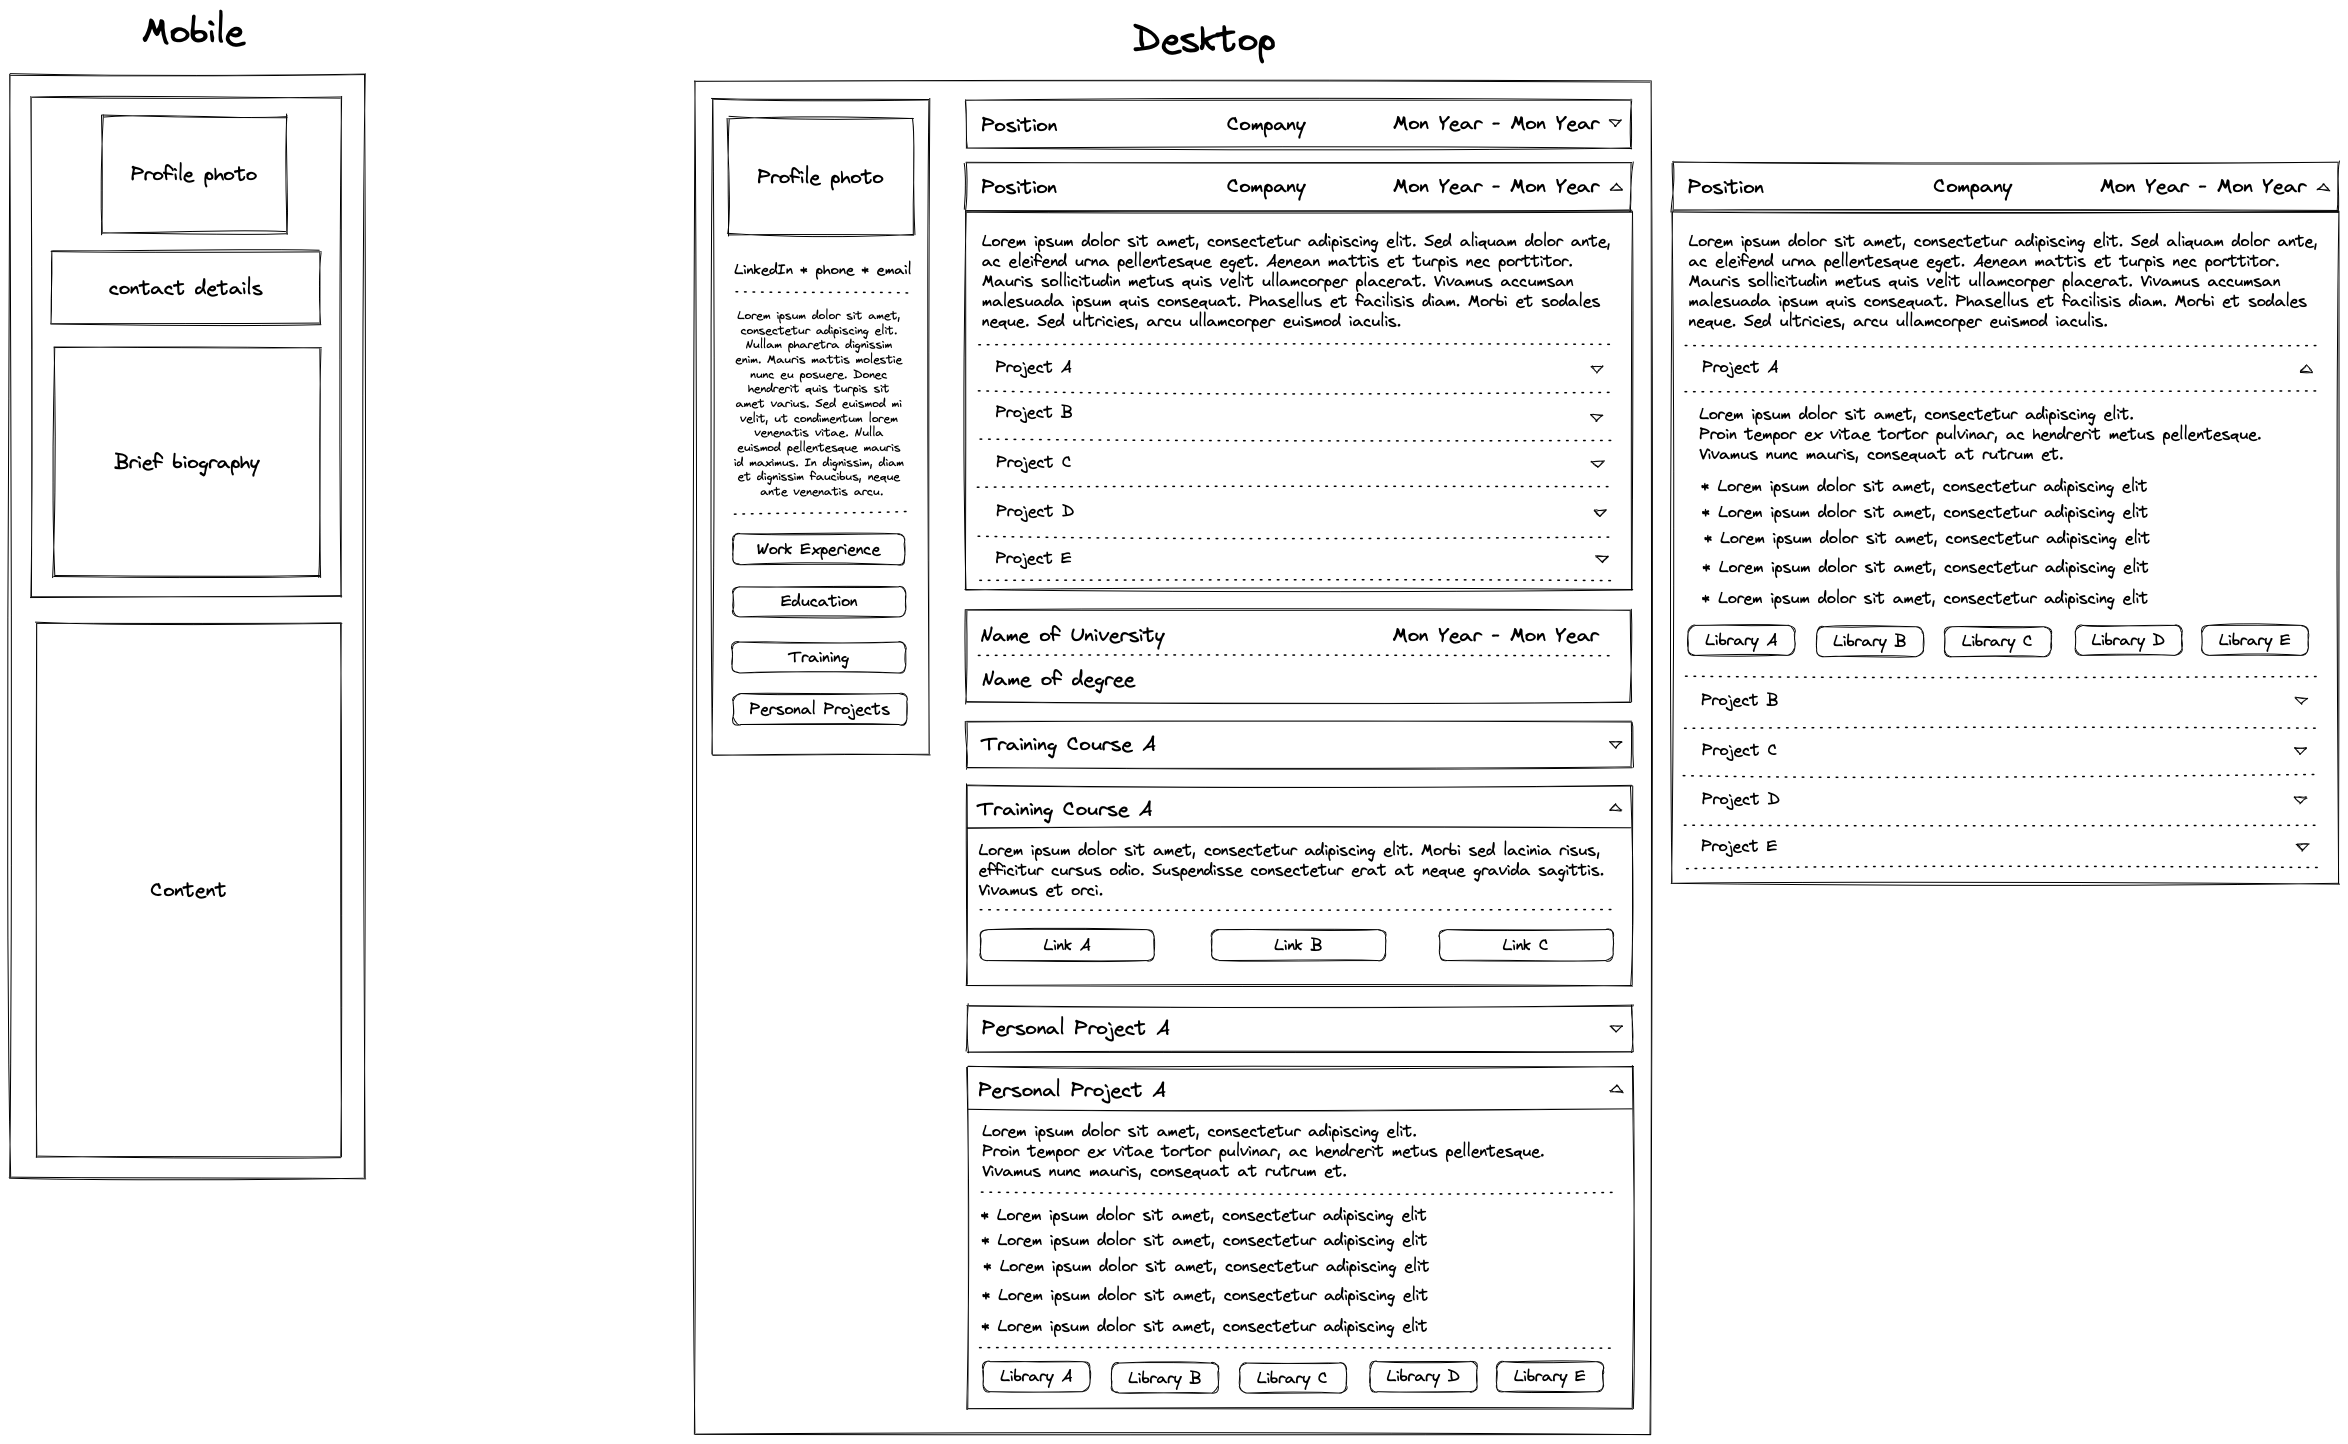 Mobile
Profile photo
contact details
Brief biography
Content
Desktop
Profile photo
LinkedIn * phone * email
Lorem ipsum dolor sit amet,
consectetur adipiscing elit.
Nullam pharetra dignissim
enim. Mauris mattis molestie
nunc eu posuere. Donec
hendrerit quis turpis sit
amet varius. Sed euismod mi
velit, ut condimentum lorem
venenatis vitae. Nulla
euismod pellentesque mauris
id maximus. In dignissim, diam
et dignissim faucibus, neque
ante venenatis arcu.
Work Experience
Education
Training
Personal Projects
Position Company Mon Year - Mon Year
Position Company Mon Year - Mon Year
Lorem ipsum dolor sit amet, consectetur adipiscing elit. Sed aliquam dolor ante,
ac eleifend urna pellentesque eget. Aenean mattis et turpis nec porttitor.
Mauris sollicitudin metus quis velit ullamcorper placerat. Vivamus accumsan
malesuada ipsum quis consequat. Phasellus et facilisis diam. Morbi et sodales
neque. Sed ultricies, arcu ullamcorper euismod iaculis.
Project A
Project B
Project C
Project D
Project E
Name of University Mon Year - Mon Year
Name of degree
Training Course A
Training Course A
Lorem ipsum dolor sit amet, consectetur adipiscing elit. Morbi sed lacinia risus,
efficitur cursus odio. Suspendisse consectetur erat at neque gravida sagittis.
Vivamus et orci.
Link A Link B Link C
Personal Project A
Personal Project A
Lorem ipsum dolor sit amet, consectetur adipiscing elit.
Proin tempor ex vitae tortor pulvinar, ac hendrerit metus pellentesque.
Vivamus nunc mauris, consequat at rutrum et.
* Lorem ipsum dolor sit amet, consectetur adipiscing elit
* Lorem ipsum dolor sit amet, consectetur adipiscing elit
* Lorem ipsum dolor sit amet, consectetur adipiscing elit
* Lorem ipsum dolor sit amet, consectetur adipiscing elit
* Lorem ipsum dolor sit amet, consectetur adipiscing elit
Library A Library B Library C Library D Library E
Position Company Mon Year - Mon Year
Lorem ipsum dolor sit amet, consectetur adipiscing elit. Sed aliquam dolor ante,
ac eleifend urna pellentesque eget. Aenean mattis et turpis nec porttitor.
Mauris sollicitudin metus quis velit ullamcorper placerat. Vivamus accumsan
malesuada ipsum quis consequat. Phasellus et facilisis diam. Morbi et sodales
neque. Sed ultricies, arcu ullamcorper euismod iaculis.
Project A
Lorem ipsum dolor sit amet, consectetur adipiscing elit.
Proin tempor ex vitae tortor pulvinar, ac hendrerit metus pellentesque.
Vivamus nunc mauris, consequat at rutrum et.
* Lorem ipsum dolor sit amet, consectetur adipiscing elit
* Lorem ipsum dolor sit amet, consectetur adipiscing elit
* Lorem ipsum dolor sit amet, consectetur adipiscing elit
* Lorem ipsum dolor sit amet, consectetur adipiscing elit
* Lorem ipsum dolor sit amet, consectetur adipiscing elit
Library A Library B Library C Library D Library E
Project B
Project C
Project D
Project E